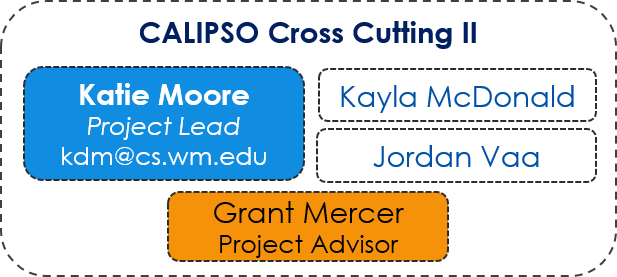 CALIPSO Cross Cutting II
Katie Moore
Project Lead
kdm@cs.wm.edu
Kayla McDonald
Jordan Vaa
Grant Mercer
Project Advisor